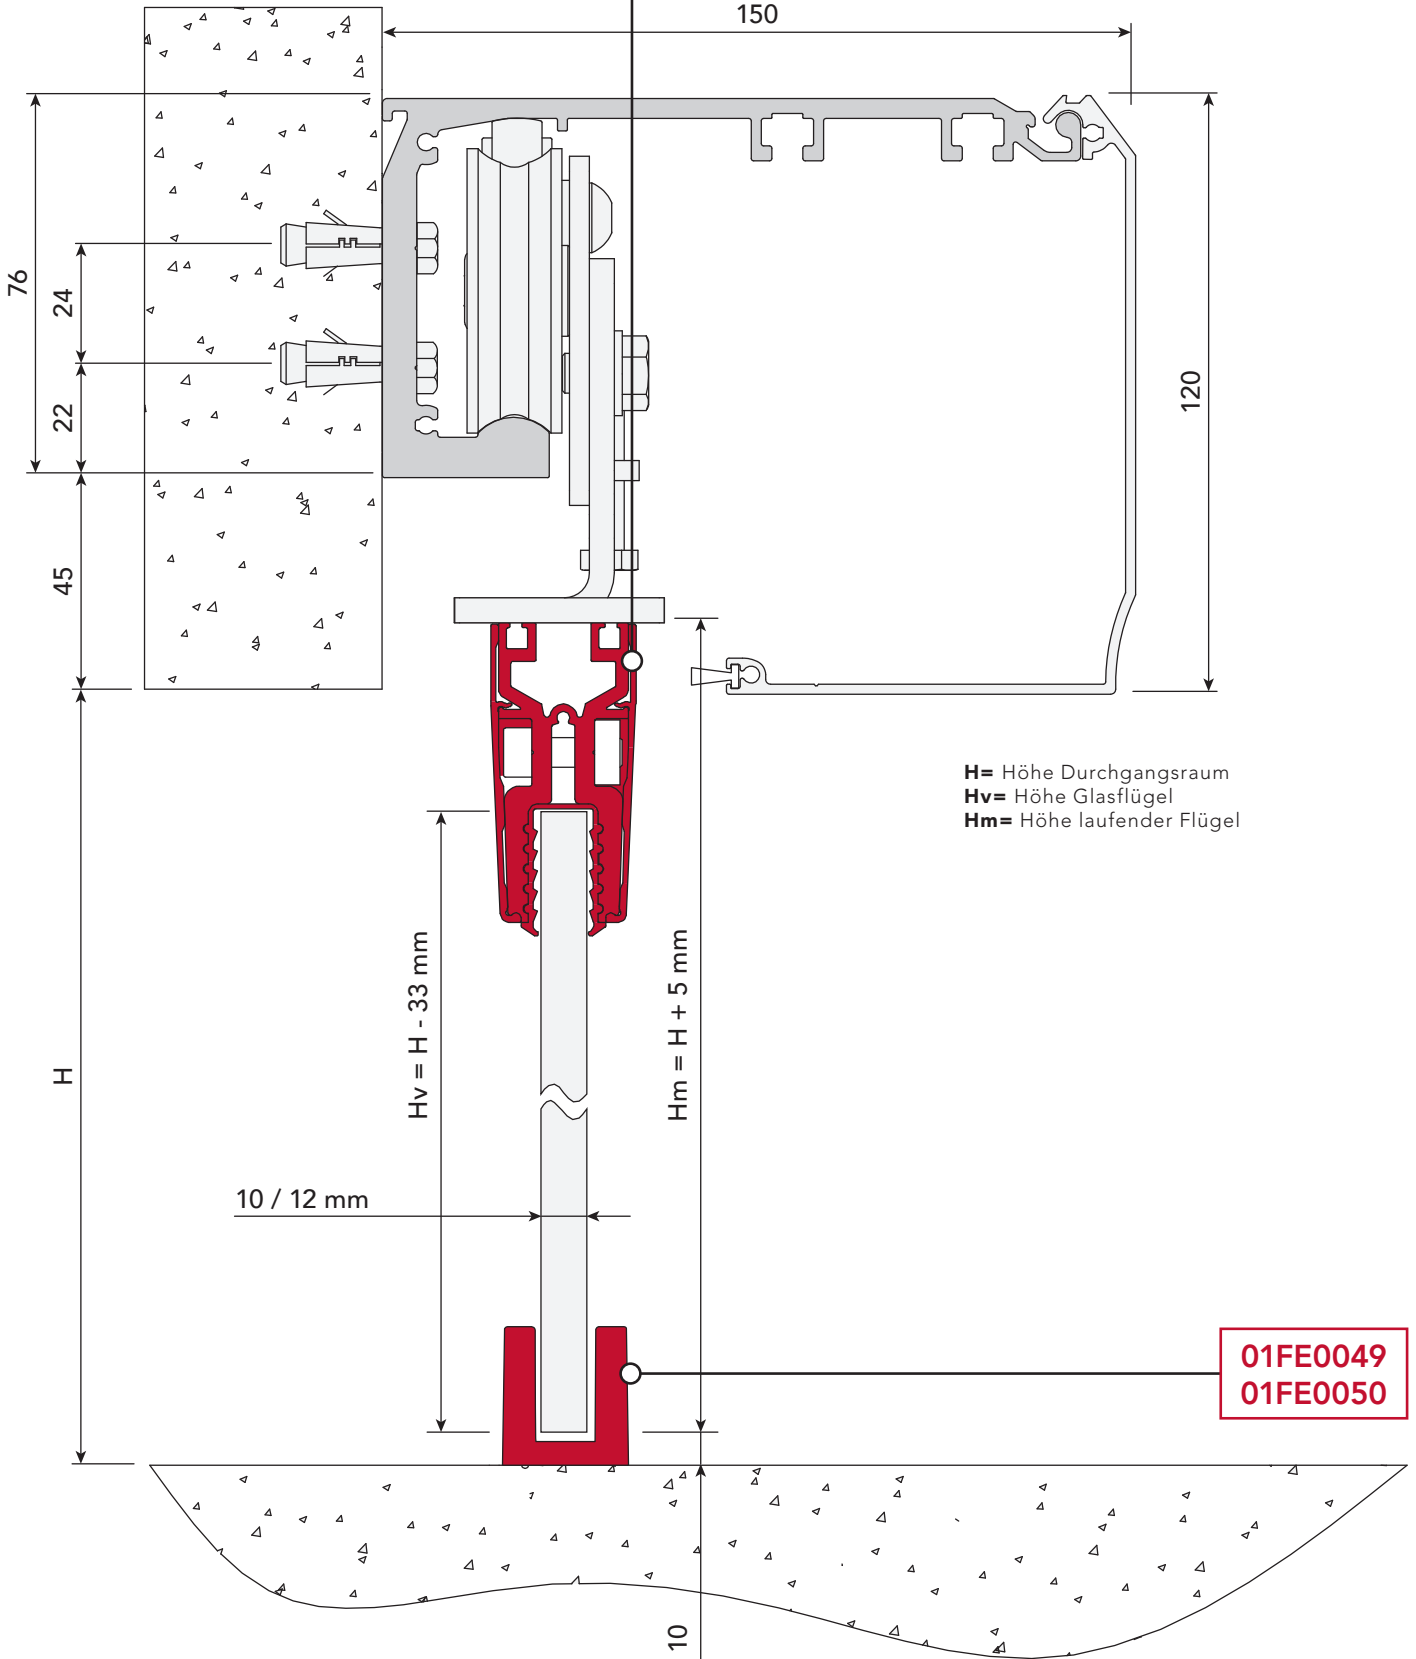 150
76
24
22
45
120
H= Höhe Durchgangsraum
Hv= Höhe Glasflügel
Hm= Höhe laufender Flügel
Hv = H - 33 mm
Hm = H + 5 mm
H
10 / 12 mm
01FE0049
01FE0050
10